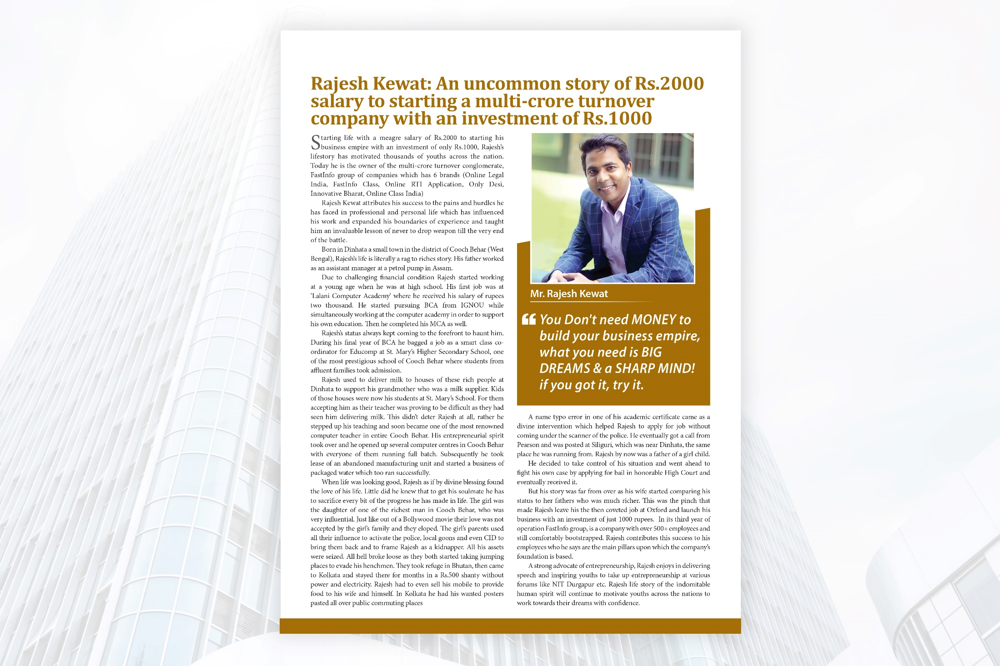 Rajesh Kewat: An uncommon story of Rs.2000
salary to starting a multi-crore turnover
company with an investment of Rs.1000
Starting life with a meagre salary of Rs.2000 to starting his
business empire with an investment of only Rs.1000, Rajesh's
lifestory has motivated thousands of youths across the nation.
Today he is the owner of the multi-crore turnover conglomerate,
FastInfo group of companies which has 6 brands (Online Legal
India, FastInfo Class, Online RTI Application, Only Desi,
Innovative Bharat, Online Class India)
Rajesh Kewat attributes his success to the pains and hurdles he
has faced in professional and personal life which has influenced
his work and expanded his boundaries of experience and taught
him an invaluable lesson of never to drop weapon till the very end
of the battle.
Born in Dinhata a small town in the district of Cooch Behar (West
Bengal), Rajesh's life is literally a rag to riches story. His father worked
as an assistant manager at a petrol pump in Assam.
Due to challenging financial condition Rajesh started working
at a young age when he was at high school. His first job was at
'Lalani Computer Academy' where he received his salary of rupees
two thousand. He started pursuing BCA from IGNOU while
simultaneously working at the computer academy in order to support
his own education. Then he completed his MCA as well.
Rajesh's status always kept coming to the forefront to haunt him.
During his final year of BCA he bagged a job as a smart class co-
ordinator for Educomp at St. Mary's Higher Secondary School, one
of the most prestigious school of Cooch Behar where students from
affluent families took admission.
Rajesh used to deliver milk to houses of these rich people at
Dinhata to support his grandmother who was a milk supplier. Kids
of those houses were now his students at St. Mary's School. For them
accepting him as their teacher was proving to be difficult as they had
seen him delivering milk. This didn't deter Rajesh at all, rather he
stepped up his teaching and soon became one of the most renowned
computer teacher in entire Cooch Behar. His entrepreneurial spirit
took over and he opened up several computer centres in Cooch Behar
with everyone of them running full batch. Subsequently he took
lease of an abandoned manufacturing unit and started a business of
packaged water which too ran successfully.
When life was looking good, Rajesh as if by divine blessing found
the love of his life. Little did he knew that to get his soulmate he has
to sacrifice every bit of the progress he has made in life. The girl was
the daughter of one of the richest man in Cooch Behar, who was
very influential. Just like out of a Bollywood movie their love was not
accepted by the girl's family and they eloped. The girl's parents used
all their influence to activate the police, local goons and even CID to
bring them back and to frame Rajesh as a kidnapper. All his assets
were seized. All hell broke loose as they both started taking jumping
places to evade his henchmen. They took refuge in Bhutan, then came
to Kolkata and stayed there for months in a Rs.500 shanty without
power and electricity. Rajesh had to even sell his mobile to provide
food to his wife and himself. In Kolkata he had his wanted posters
pasted all over public commuting places
Mr. Rajesh Kewat
“ You Don't need MONEY to
build your business empire,
what you need is BIG
DREAMS & a SHARP MIND!
if you got it, try it.
A name typo error in one of his academic certificate came as a
divine intervention which helped Rajesh to apply for job without
coming under the scanner of the police. He eventually got a call from
Pearson and was posted at Siliguri, which was near Dinhata, the same
place he was running from. Rajesh by now was a father of a girl child.
He decided to take control of his situation and went ahead to
fight his own case by applying for bail in honorable High Court and
eventually received it.
But his story was far from over as his wife started comparing his
status to her fathers who was much richer. This was the pinch that
made Rajesh leave his the then coveted job at Oxford and launch his
business with an investment of just 1000 rupees. In its third year of
operation FastInfo group, is a company with over 500+ employees and
still comfortably bootstrapped. Rajesh contributes this success to his
employees who he says are the main pillars upon which the company's
foundation is based.
A strong advocate of entrepreneurship, Rajesh enjoys in delivering
speech and inspiring youths to take up entrepreneurship at various
forums like NIT Durgapur etc. Rajesh life story of the indomitable
human spirit will continue to motivate youths across the nations to
work towards their dreams with confidence.